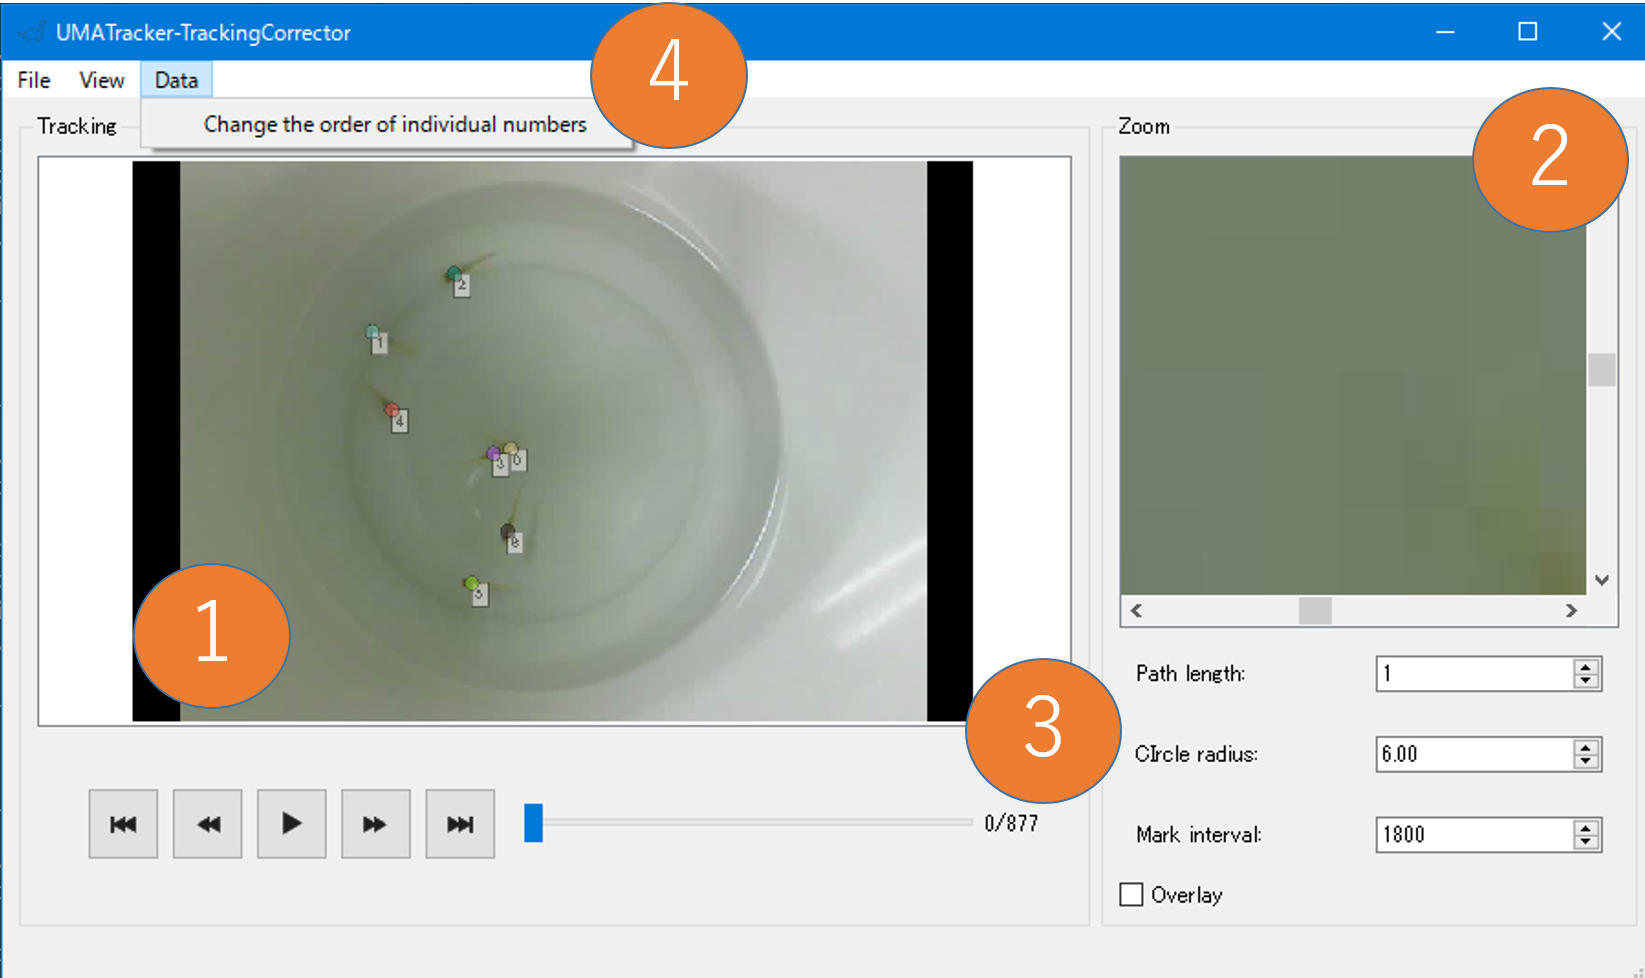 UMATracker-TrackingCorrector
4
File View Data
Change the order of individual numbers
Tracking
Zoom
2
2
1
4
3
0
5
1
3
Path length: 1
CIrcle radius: 6.00
Mark interval: 1800
Overlay
0/877